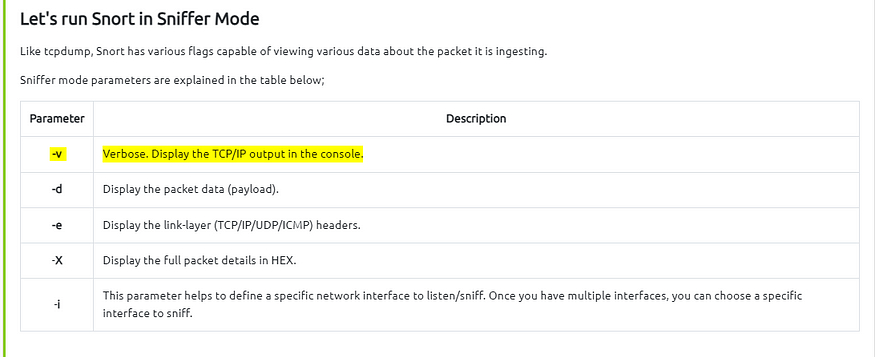 Let's run Snort in Sniffer Mode
Like tcpdump, Snort has various flags capable of viewing various data about the packet it is ingesting.
Sniffer mode parameters are explained in the table below;
Parameter Description
-v Verbose. Display the TCP/IP output in the console.
-d Display the packet data (payload).
-e Display the link-layer (TCP/IP/UDP/ICMP) headers.
-X Display the full packet details in HEX.
-i This parameter helps to define a specific network interface to listen/sniff. Once you have multiple interfaces, you can choose a specific
interface to sniff.